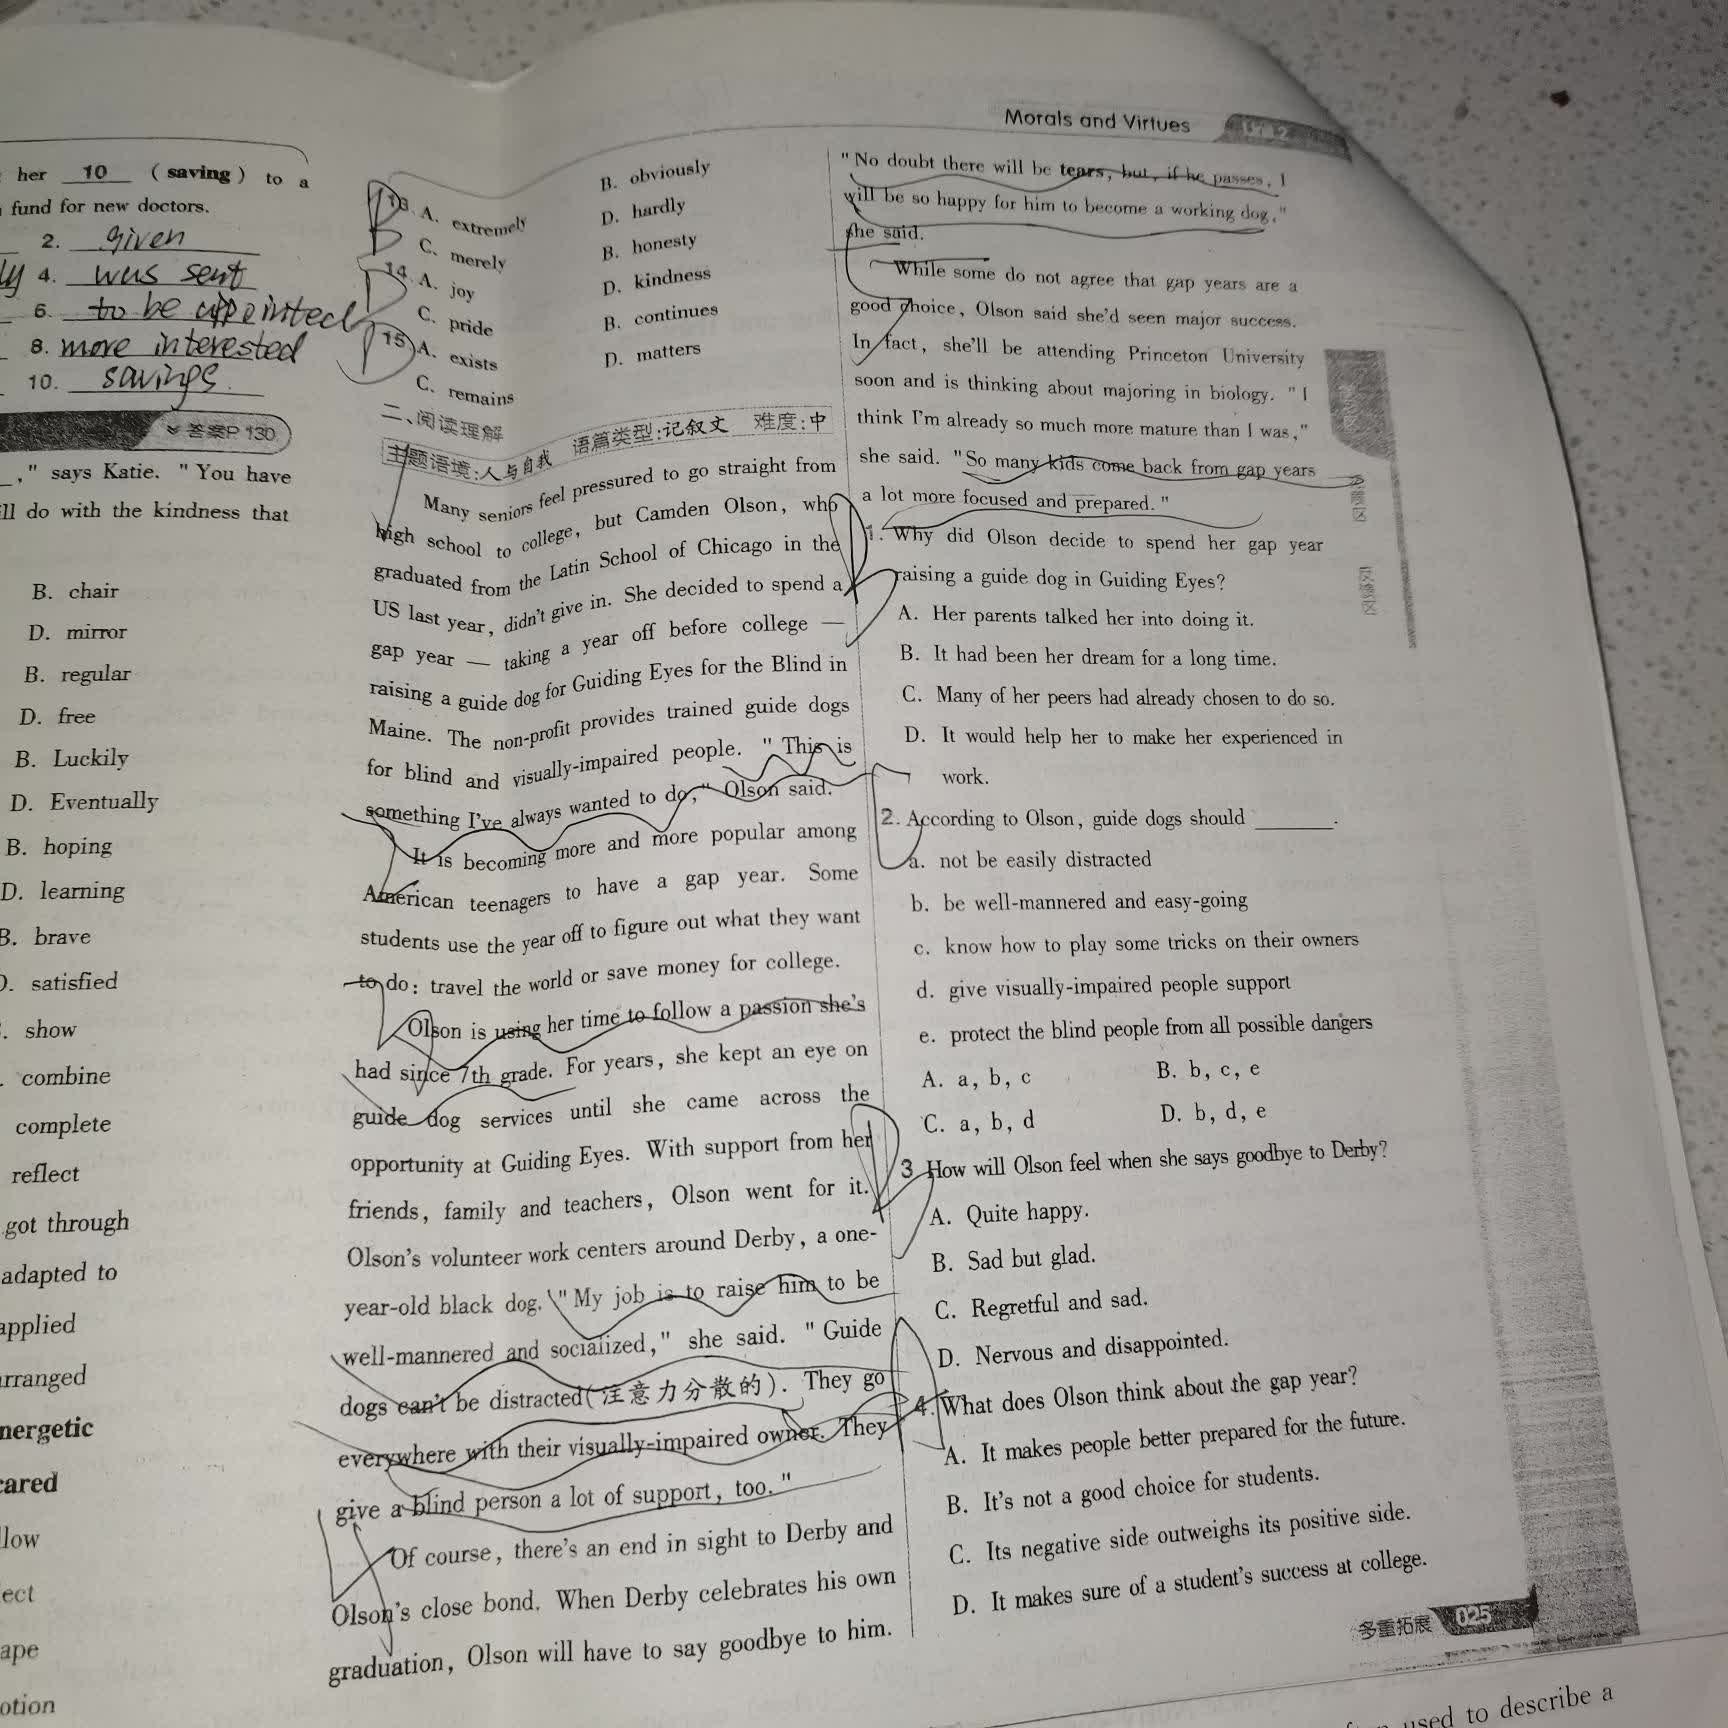 Morals and Virtues
her 10 (saving) to a
fund for new doctors.
2. given
4. was sent
6. to be appointed
8. more interested
10. savings
答案P 130
," says Katie. "You have
ll do with the kindness that
B. chair
D. mirror
B. regular
D. free
B. Luckily
D. Eventually
B. hoping
D. learning
B. brave
D. satisfied
show
combine
complete
reflect
got through
adapted to
applied
arranged
energetic
B. obviously
13. A. extremely
D. hardly
C. merely
B. honesty
14. A. joy
D. kindness
C. pride
B. continues
15. A. exists
D. matters
C. remains
二、阅读理解
主题语境:人与自我 语篇类型:记叙文 难度:中
Many seniors feel pressured to go straight from
high school to college, but Camden Olson, who
graduated from the Latin School of Chicago in the
US last year, didn't give in. She decided to spend a
gap year — taking a year off before college —
raising a guide dog for Guiding Eyes for the Blind in
Maine. The non-profit provides trained guide dogs
for blind and visually-impaired people. "This is
something I've always wanted to do," Olson said.
It is becoming more and more popular among
American teenagers to have a gap year. Some
students use the year off to figure out what they want
to do: travel the world or save money for college.
Olson is using her time to follow a passion she's
had since 7th grade. For years, she kept an eye on
guide dog services until she came across the
opportunity at Guiding Eyes. With support from her
friends, family and teachers, Olson went for it.
Olson's volunteer work centers around Derby, a one-
year-old black dog. "My job is to raise him to be
well-mannered and socialized," she said. "Guide
dogs can't be distracted(注意力分散的). They go
everywhere with their visually-impaired owner. They
give a blind person a lot of support, too."
Of course, there's an end in sight to Derby and
Olson's close bond. When Derby celebrates his own
graduation, Olson will have to say goodbye to him.
"No doubt there will be tears, but, if he passes, I
will be so happy for him to become a working dog,"
she said.
While some do not agree that gap years are a
good choice, Olson said she'd seen major success.
In fact, she'll be attending Princeton University
soon and is thinking about majoring in biology. "I
think I'm already so much more mature than I was,"
she said. "So many kids come back from gap years
a lot more focused and prepared."
1. Why did Olson decide to spend her gap year
raising a guide dog in Guiding Eyes?
A. Her parents talked her into doing it.
B. It had been her dream for a long time.
C. Many of her peers had already chosen to do so.
D. It would help her to make her experienced in
work.
2. According to Olson, guide dogs should ______.
a. not be easily distracted
b. be well-mannered and easy-going
c. know how to play some tricks on their owners
d. give visually-impaired people support
e. protect the blind people from all possible dangers
A. a, b, c B. b, c, e
C. a, b, d D. b, d, e
3 How will Olson feel when she says goodbye to Derby?
A. Quite happy.
B. Sad but glad.
C. Regretful and sad.
D. Nervous and disappointed.
4. What does Olson think about the gap year?
A. It makes people better prepared for the future.
B. It's not a good choice for students.
C. Its negative side outweighs its positive side.
D. It makes sure of a student's success at college.
多重拓展 025
used to describe a